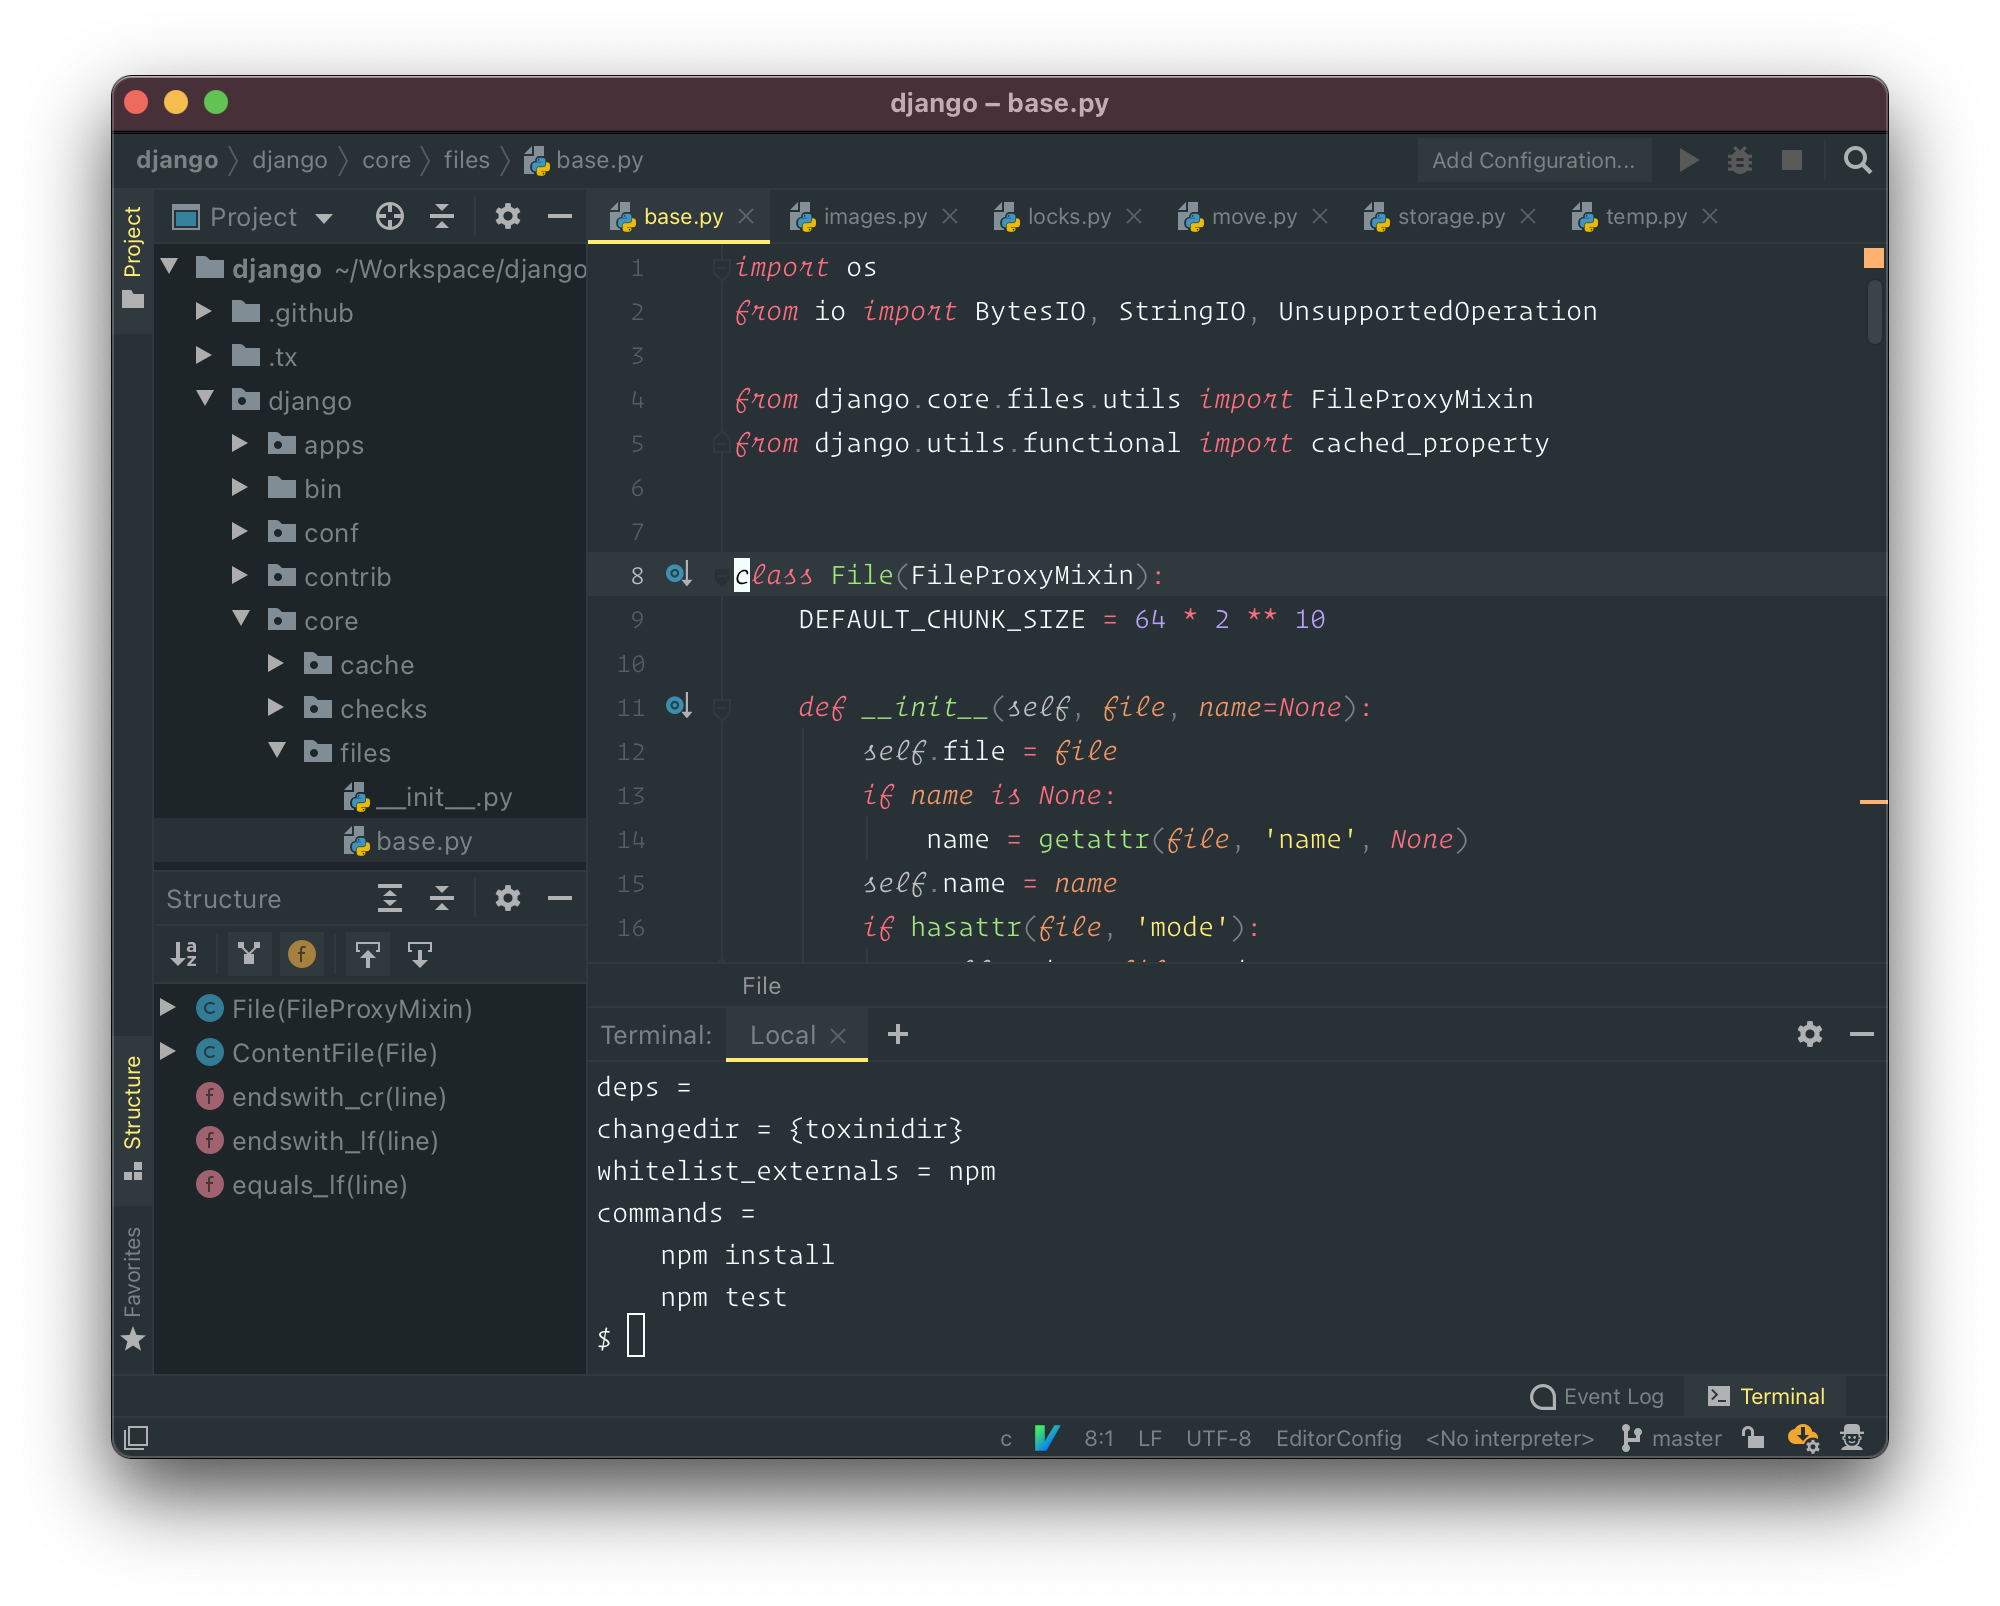 django – base.py
django django core files base.py
Add Configuration...
Project
Project
base.py images.py locks.py move.py storage.py temp.py
django ~/Workspace/django
.github
.tx
django
apps
bin
conf
contrib
core
cache
checks
files
__init__.py
base.py
1 import os
2 from io import BytesIO, StringIO, UnsupportedOperation
3
4 from django.core.files.utils import FileProxyMixin
5 from django.utils.functional import cached_property
6
7
8 class File(FileProxyMixin):
9 DEFAULT_CHUNK_SIZE = 64 * 2 ** 10
10
11 def __init__(self, file, name=None):
12 self.file = file
13 if name is None:
14 name = getattr(file, 'name', None)
15 self.name = name
16 if hasattr(file, 'mode'):
File
Structure
Structure
File(FileProxyMixin)
ContentFile(File)
endswith_cr(line)
endswith_lf(line)
equals_lf(line)
Favorites
Terminal: Local
deps =
changedir = {toxinidir}
whitelist_externals = npm
commands =
npm install
npm test
$
Event Log Terminal
c 8:1 LF UTF-8 EditorConfig <No interpreter> master